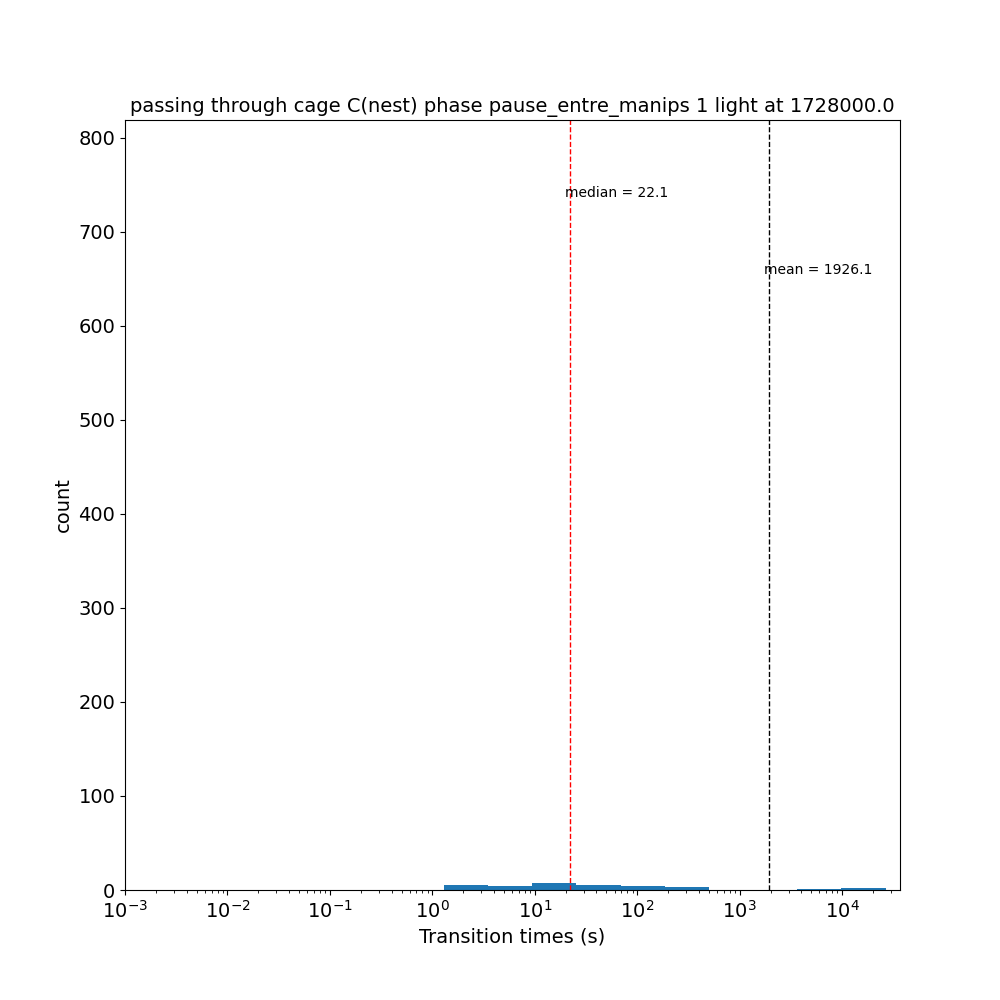 passing through cage C(nest) phase pause_entre_manips 1 light at 1728000.0
800
median = 22.1
700
mean = 1926.1
600
500
count
400
300
200
100
0
10⁻³ 10⁻² 10⁻¹ 10⁰ 10¹ 10² 10³ 10⁴
Transition times (s)